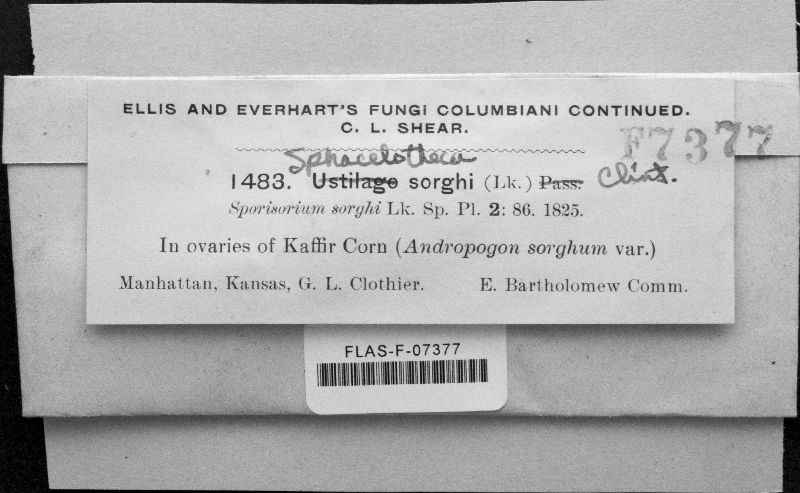 ELLIS AND EVERHART'S FUNGI COLUMBIANI CONTINUED.
C. L. SHEAR.
F7377
Sphacelotheca
1483. Ustilago sorghi (Lk.) Pass. Clint.
Sporisorium sorghi Lk. Sp. Pl. 2: 86. 1825.
In ovaries of Kaffir Corn (Andropogon sorghum var.)
Manhattan, Kansas, G. L. Clothier. E. Bartholomew Comm.
FLAS-F-07377